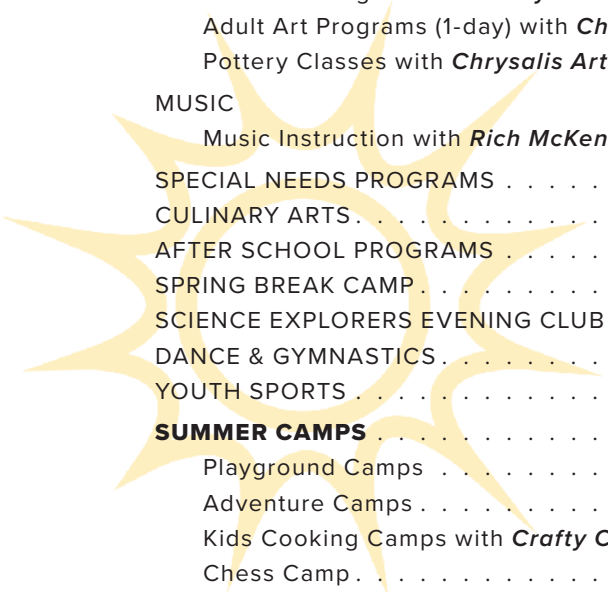 Adult Art Programs (1-day) with
Pottery Classes with Chrysalis Art
MUSIC
Music Instruction with Rich
SPECIAL NEEDS PROGRAMS . . . . .
CULINARY ARTS . . . . . . . . . . . .
AFTER SCHOOL PROGRAMS . . . . .
SPRING BREAK CAMP . . . . . . . . .
SCIENCE EXPLORERS EVENING CLUB
DANCE & GYMNASTICS . . . . . . . .
YOUTH SPORTS . . . . . . . . . . . .
SUMMER CAMPS . . . . . . . . . . .
Playground Camps . . . . . . . .
Adventure Camps . . . . . . . . .
Kids Cooking Camps with Crafty
Chess Camp . . . . . . . . . . . .